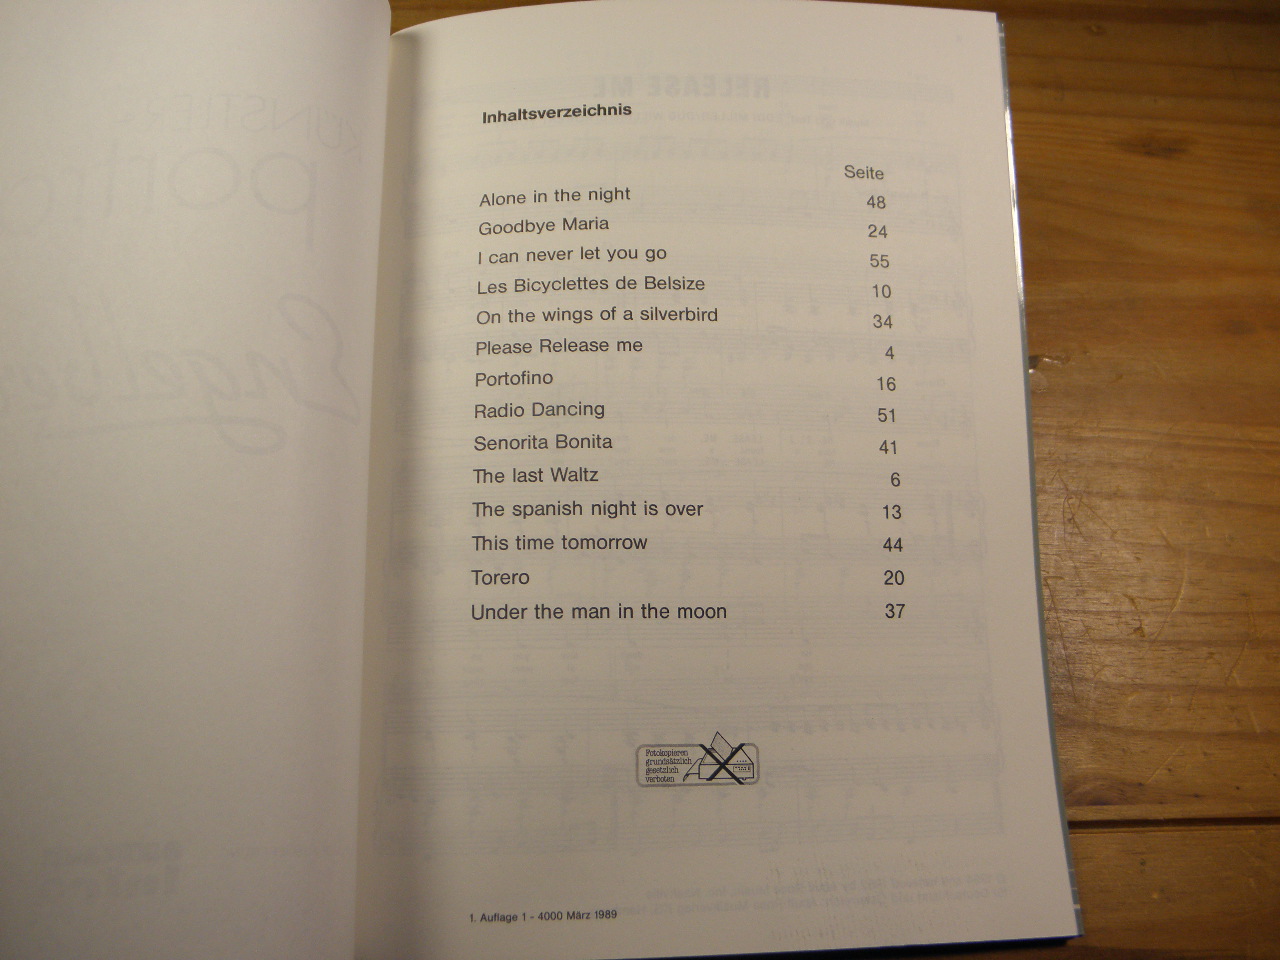 Inhaltsverzeichnis
Seite
Alone in the night 48
Goodbye Maria 24
I can never let you go 55
Les Bicyclettes de Belsize 10
On the wings of a silverbird 34
Please Release me 4
Portofino 16
Radio Dancing 51
Senorita Bonita 41
The last Waltz 6
The spanish night is over 13
This time tomorrow 44
Torero 20
Under the man in the moon 37
Fotokopieren
grundsätzlich
gesetzlich
verboten
1. Auflage 1 - 4000 März 1989
RELEASE ME